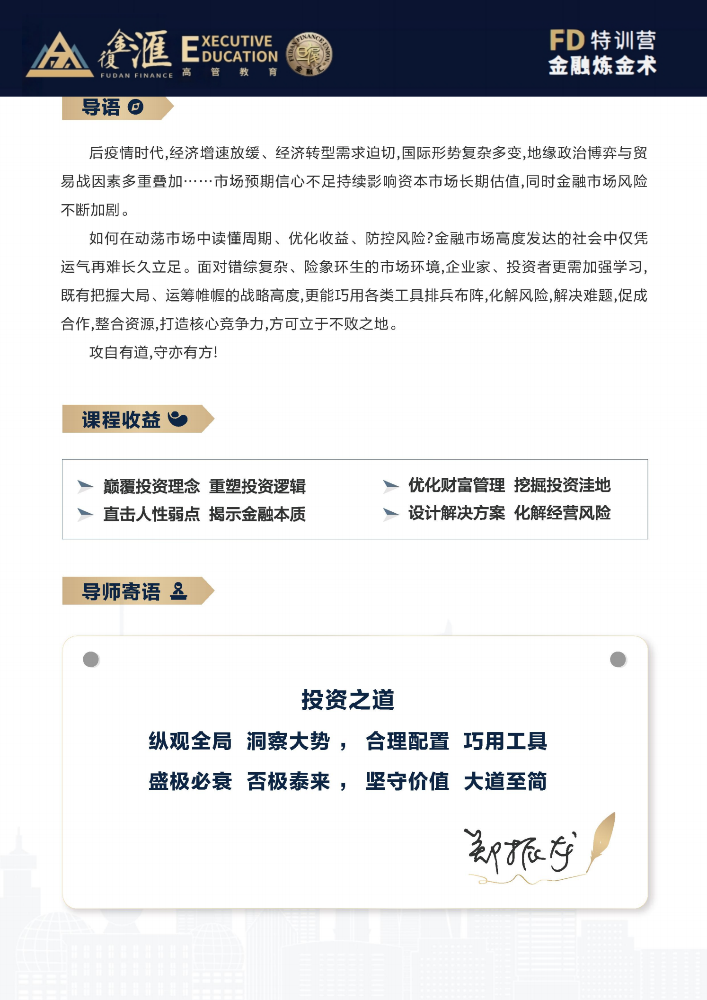 復金滙
FUDAN FINANCE
EXECUTIVE
EDUCATION
高管教育
FUDAN FINANCE UNION
金融汇
FD特训营
金融炼金术
导语
后疫情时代,经济增速放缓、经济转型需求迫切,国际形势复杂多变,地缘政治博弈与贸
易战因素多重叠加……市场预期信心不足持续影响资本市场长期估值,同时金融市场风险
不断加剧。
如何在动荡市场中读懂周期、优化收益、防控风险?金融市场高度发达的社会中仅凭
运气再难长久立足。面对错综复杂、险象环生的市场环境,企业家、投资者更需加强学习,
既有把握大局、运筹帷幄的战略高度,更能巧用各类工具排兵布阵,化解风险,解决难题,促成
合作,整合资源,打造核心竞争力,方可立于不败之地。
攻自有道,守亦有方!
课程收益
巅覆投资理念 重塑投资逻辑
优化财富管理 挖掘投资洼地
直击人性弱点 揭示金融本质
设计解决方案 化解经营风险
导师寄语
投资之道
纵观全局 洞察大势，合理配置 巧用工具
盛极必衰 否极泰来，坚守价值 大道至简
郑振龙